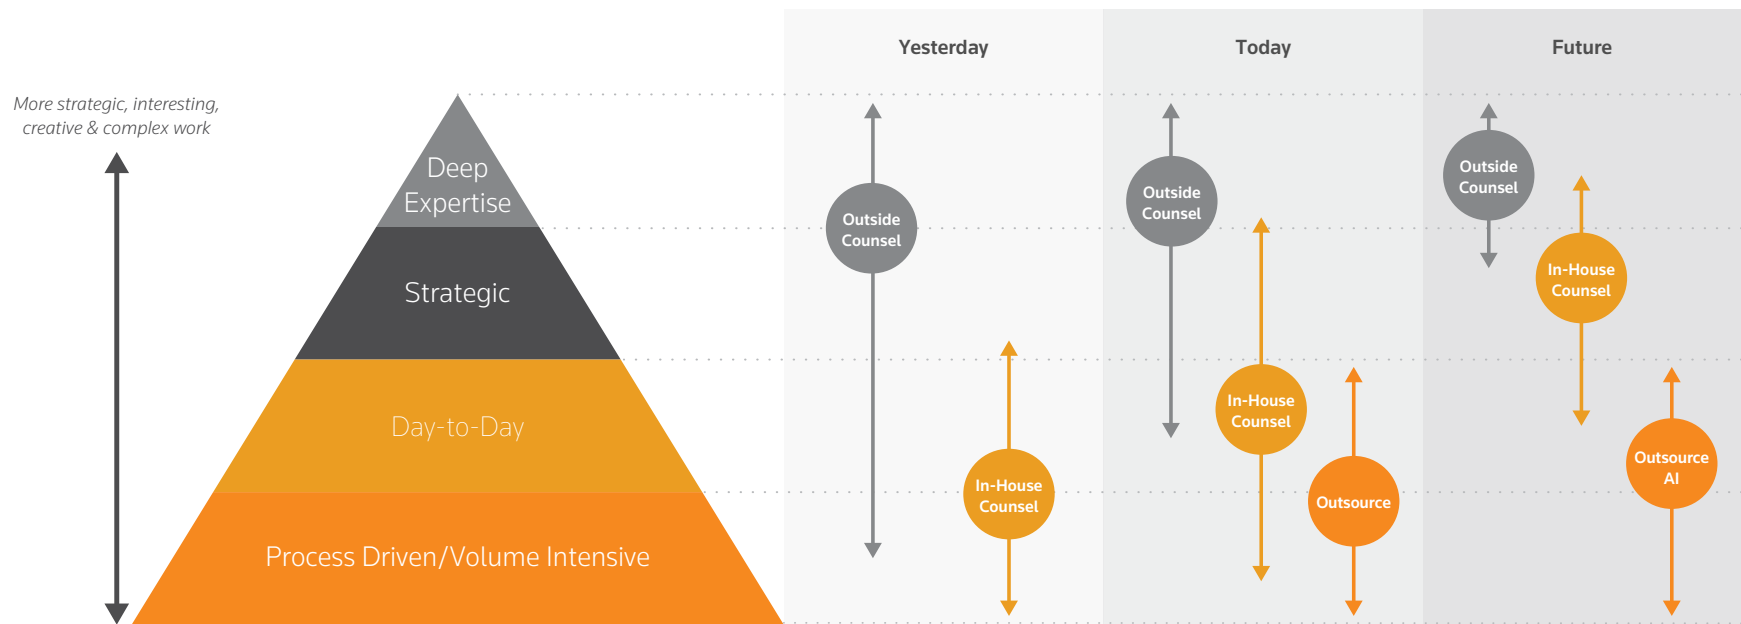 Yesterday
Today
Future
More strategic, interesting,
creative & complex work
Deep
Expertise
Strategic
Day-to-Day
Process Driven/Volume Intensive
Outside
Counsel
In-House
Counsel
Outside
Counsel
In-House
Counsel
Outsource
Outside
Counsel
In-House
Counsel
Outsource
AI